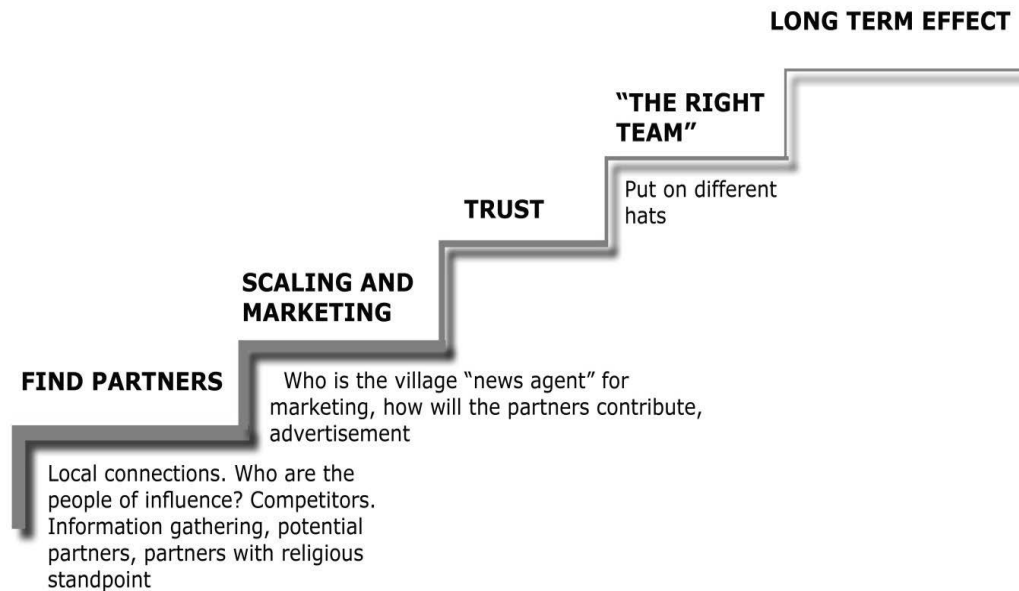 LONG TERM EFFECT
“THE RIGHT
TEAM”
Put on different
hats
TRUST
SCALING AND
MARKETING
Who is the village “news agent” for
marketing, how will the partners contribute,
advertisement
FIND PARTNERS
Local connections. Who are the
people of influence? Competitors.
Information gathering, potential
partners, partners with religious
standpoint